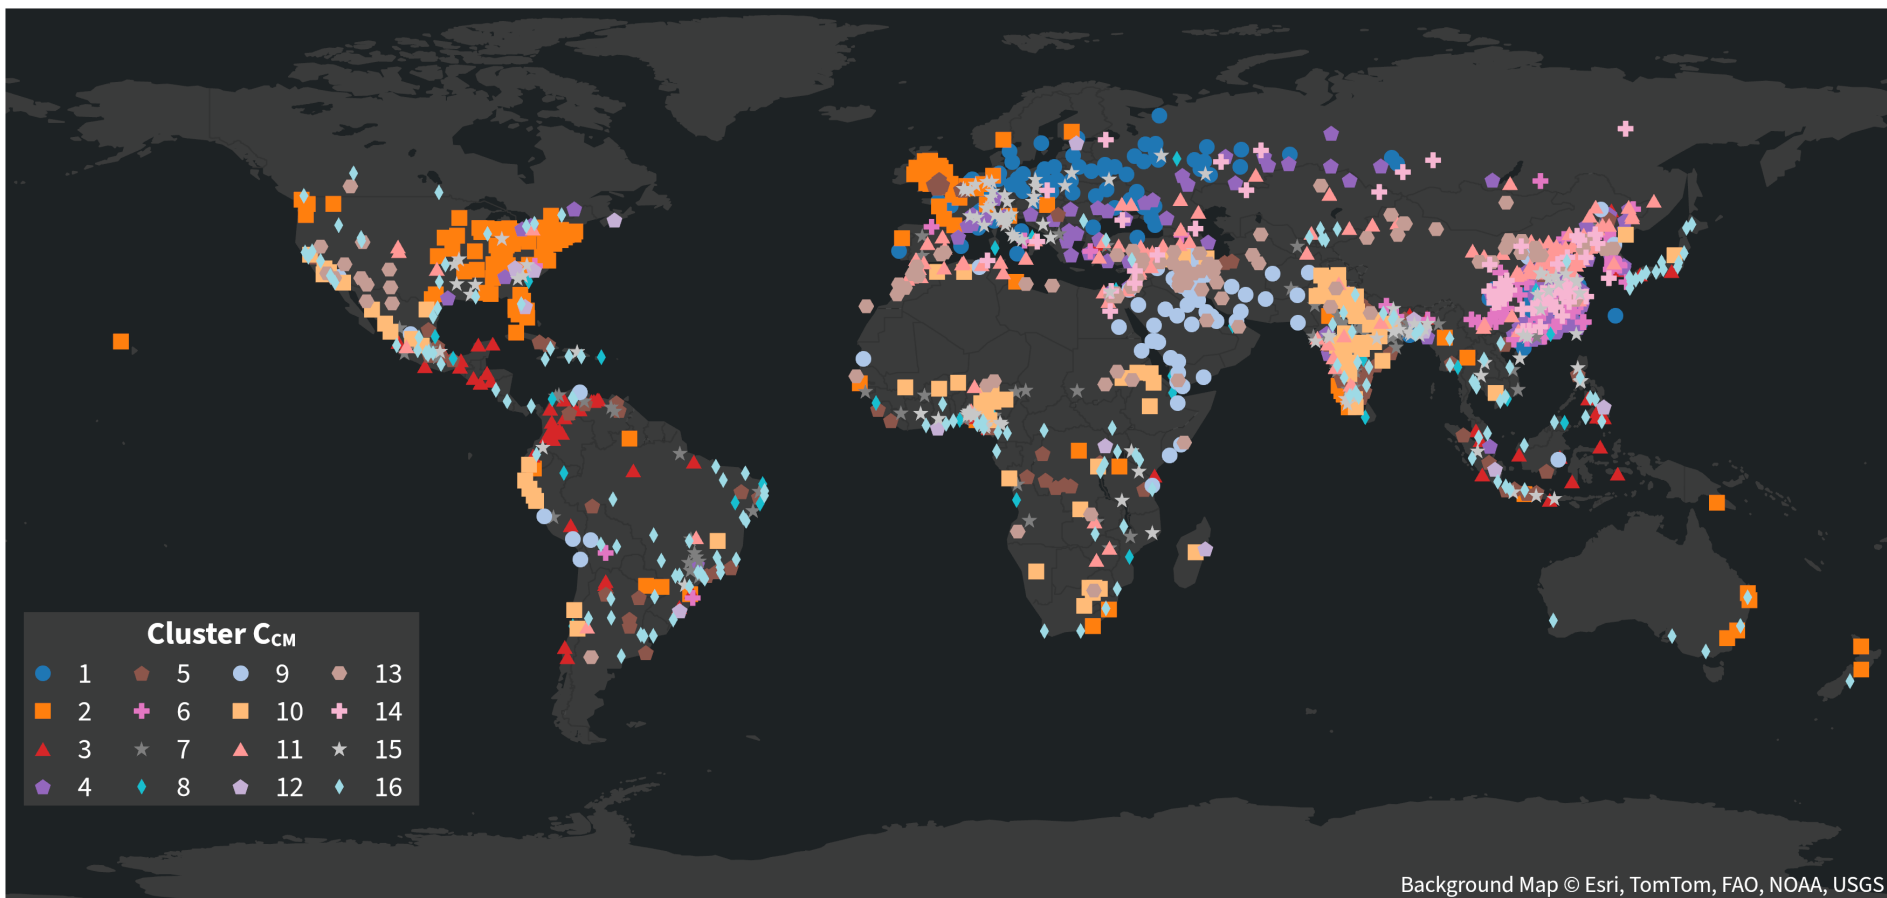 Cluster C_CM
1 5 9 13
2 6 10 14
3 7 11 15
4 8 12 16
Background Map © Esri, TomTom, FAO, NOAA, USGS